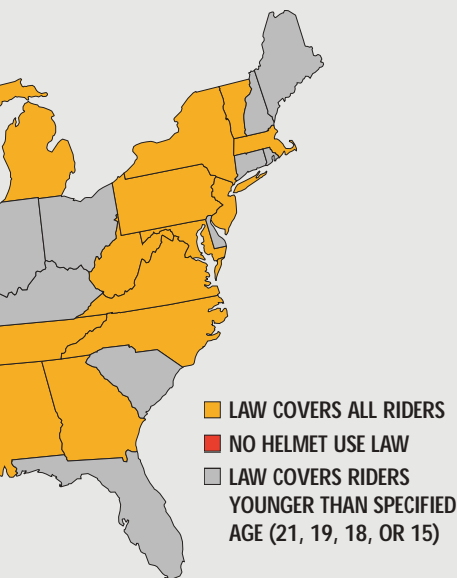 LAW COVERS ALL RIDERS
NO HELMET USE LAW
LAW COVERS RIDERS
YOUNGER THAN SPECIFIED
AGE (21, 19, 18, OR 15)